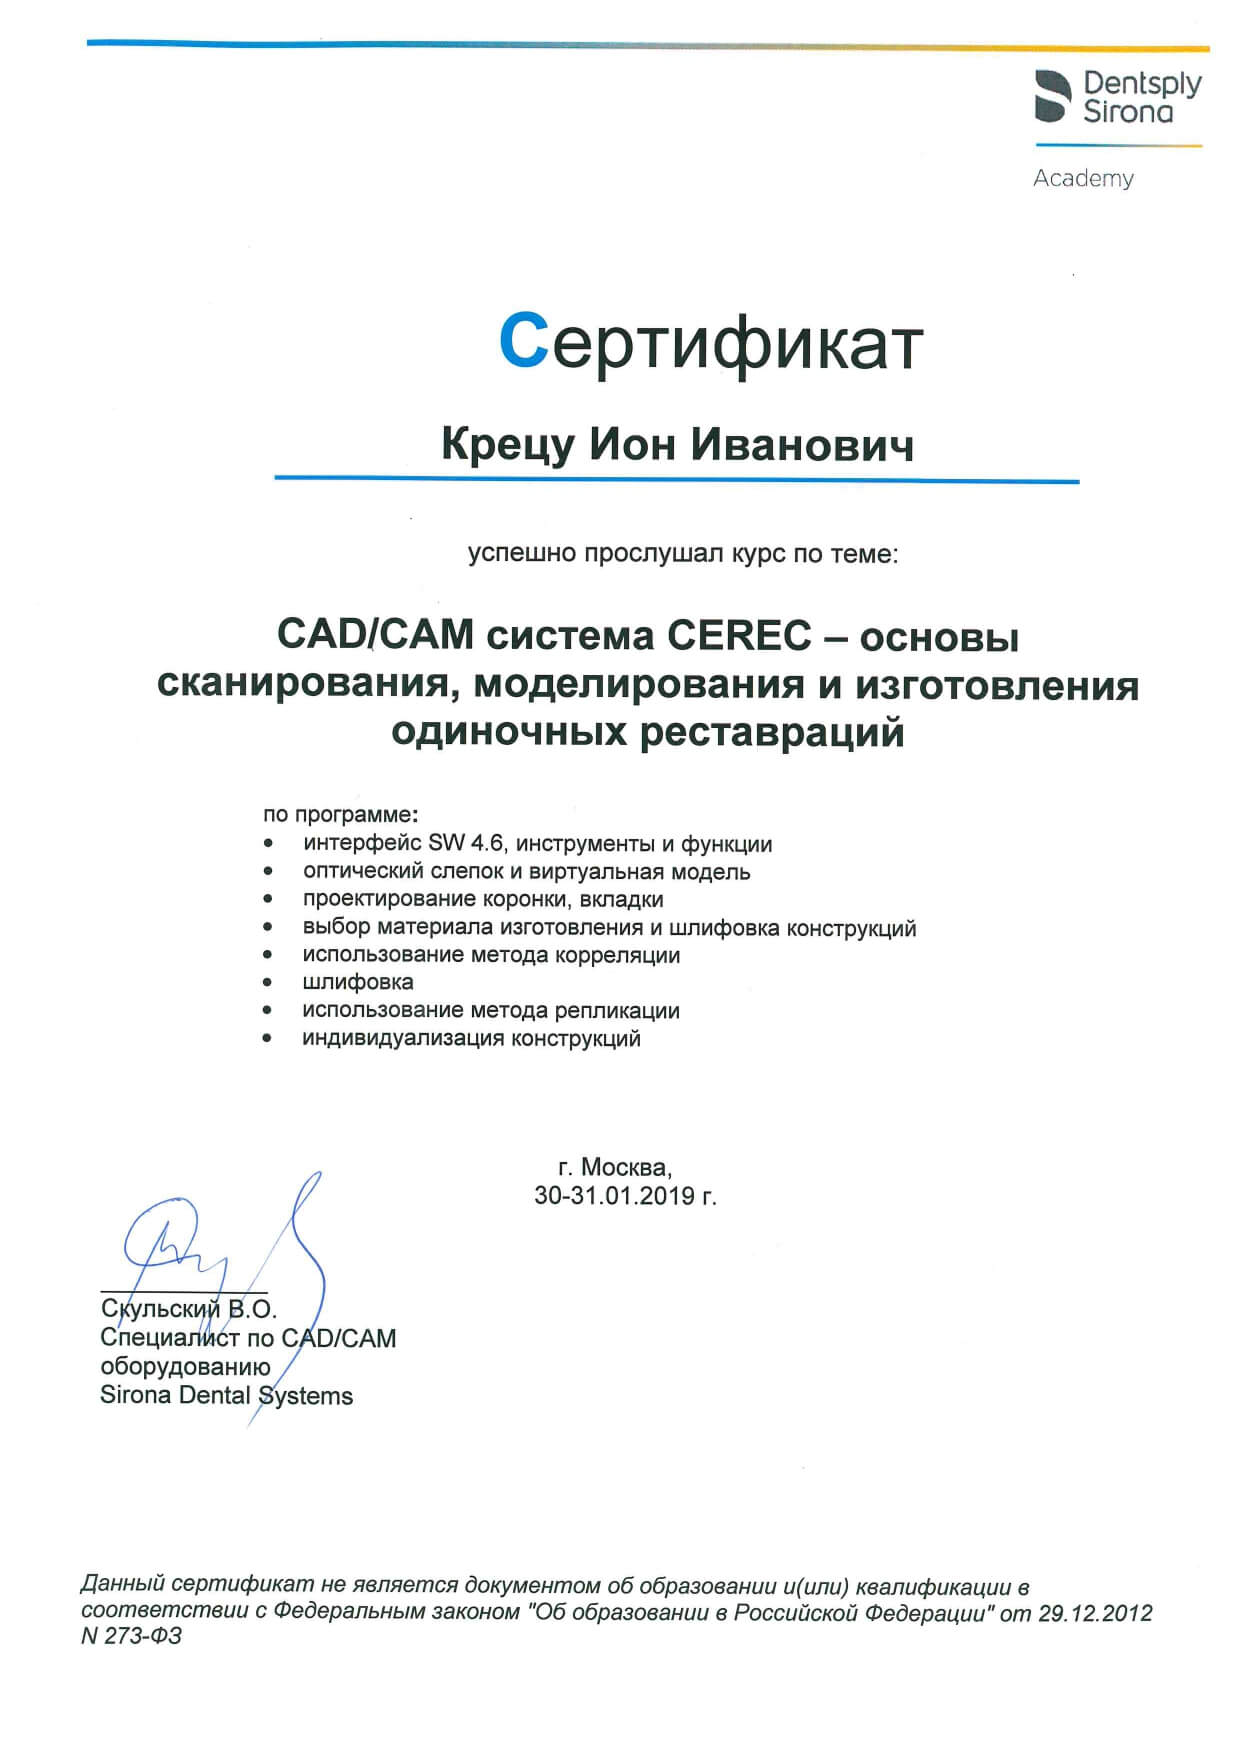 Dentsply
Sirona
Academy
Сертификат
Крецу Ион Иванович
успешно прослушал курс по теме:
CAD/CAM система CEREC – основы
сканирования, моделирования и изготовления
одиночных реставраций
по программе:
• интерфейс SW 4.6, инструменты и функции
• оптический слепок и виртуальная модель
• проектирование коронки, вкладки
• выбор материала изготовления и шлифовка конструкций
• использование метода корреляции
• шлифовка
• использование метода репликации
• индивидуализация конструкций
г. Москва,
30-31.01.2019 г.
Скульский В.О.
Специалист по CAD/CAM
оборудованию
Sirona Dental Systems
Данный сертификат не является документом об образовании и(или) квалификации в
соответствии с Федеральным законом "Об образовании в Российской Федерации" от 29.12.2012
N 273-ФЗ